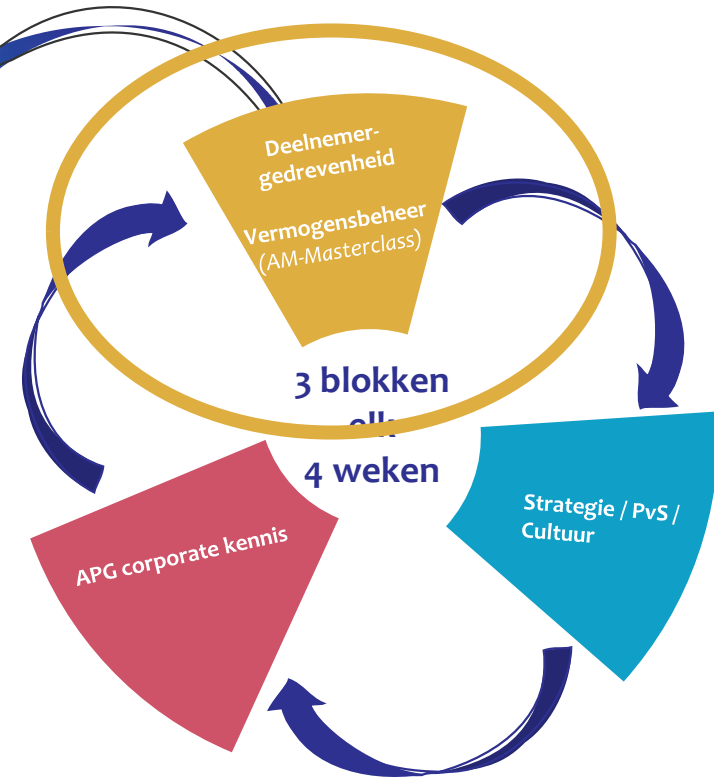 Deelnemer-
gedrevenheid
Vermogensbeheer
(AM-Masterclass)
3 blokken
4 weken
Strategie / PvS /
Cultuur
APG corporate kennis